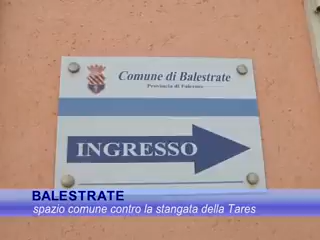 Comune di Balestrate
Provincia di Palermo
INGRESSO
BALESTRATE
spazio comune contro la stangata della Tares